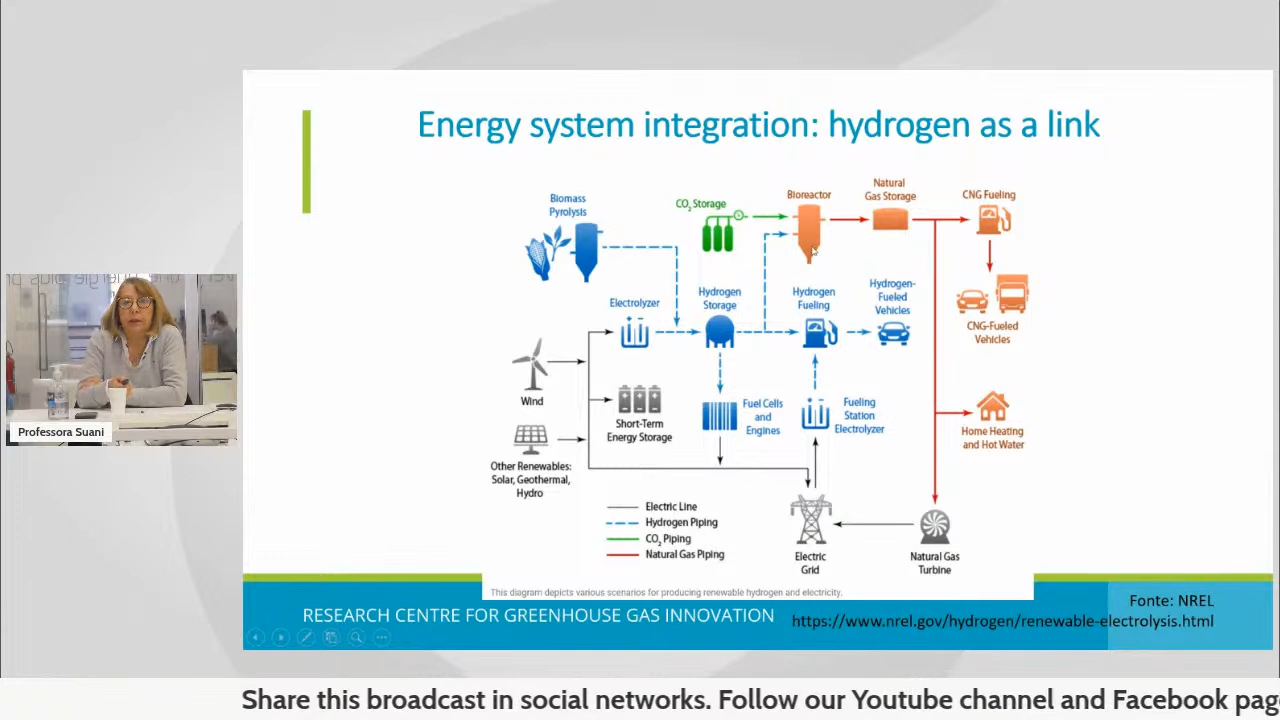 Energy system integration: hydrogen as a link
Biomass
Pyrolysis
CO2 Storage
Bioreactor
Natural
Gas Storage
CNG Fueling
Electrolyzer
Hydrogen
Storage
Hydrogen
Fueling
Hydrogen-
Fueled
Vehicles
CNG-Fueled
Vehicles
Wind
Short-Term
Energy Storage
Fuel Cells
and
Engines
Fueling
Station
Electrolyzer
Home Heating
and Hot Water
Other Renewables:
Solar, Geothermal,
Hydro
Electric Line
Hydrogen Piping
CO2 Piping
Natural Gas Piping
Electric
Grid
Natural Gas
Turbine
This diagram depicts various scenarios for producing renewable hydrogen and electricity.
RESEARCH CENTRE FOR GREENHOUSE GAS INNOVATION
Fonte: NREL
https://www.nrel.gov/hydrogen/renewable-electrolysis.html
Professora Suani
Share this broadcast in social networks. Follow our Youtube channel and Facebook pag